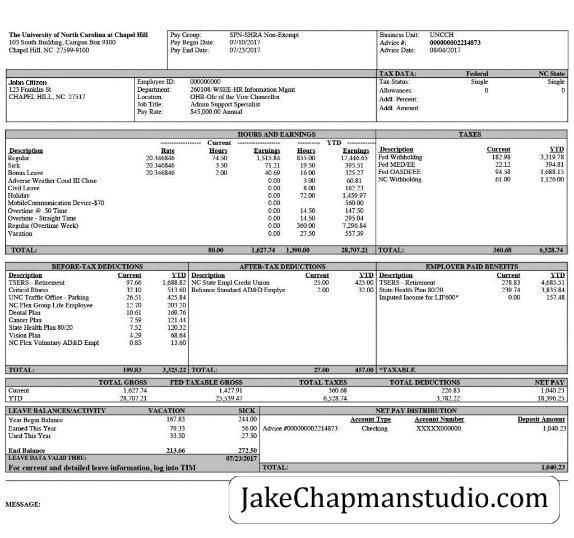 The University of North Carolina at Chapel Hill
103 South Building, Campus Box 9100
Chapel Hill, NC 27599-9100
Pay Group: SPN-SHRA Non-Exempt
Pay Begin Date: 07/10/2017
Pay End Date: 07/23/2017
Business Unit: UNCCH
Advice #: 000000002214873
Advice Date: 08/04/2017
John Citizen
123 Franklin St
CHAPEL HILL, NC 27517
Employee ID: 000000000
Department: 260108-WSEE-HR Information Mgmt
Location: OHR-Ofc of the Vice Chancellor
Job Title: Admin Support Specialist
Pay Rate: $45,000.00 Annual
TAX DATA: Federal NC State
Tax Status: Single Single
Allowances: 0 0
Addl. Percent:
Addl. Amount:
HOURS AND EARNINGS
Current YTD
Description Rate Hours Earnings Hours Earnings
Regular 20.346846 74.50 1,515.84 855.00 17,446.65
Sick 20.346846 3.50 71.21 19.50 395.51
Bonus Leave 20.346846 2.00 40.69 16.00 325.27
Adverse Weather Cond III Close 0.00 3.00 60.81
Civil Leave 0.00 8.00 162.23
Holiday 0.00 72.00 1,459.97
MobileCommunication Device-$70 0.00 560.00
Overtime @ .50 Time 0.00 14.50 147.50
Overtime - Straight Time 0.00 14.50 295.04
Regular (Overtime Week) 0.00 360.00 7,296.84
Vacation 0.00 27.50 557.39
TOTAL: 80.00 1,627.74 1,390.00 28,707.21
TAXES
Description Current YTD
Fed Withholdng 182.98 3,319.78
Fed MED/EE 22.12 394.81
Fed OASDI/EE 94.58 1,688.15
NC Withholdng 61.00 1,126.00
TOTAL: 360.68 6,528.74
BEFORE-TAX DEDUCTIONS
Description Current YTD
TSERS - Retirement 97.66 1,688.82
Critical Illness 32.10 513.60
UNC Traffic Office - Parking 26.51 425.84
NC Flex Group Life Employee 12.70 203.20
Dental Plan 10.61 169.76
Cancer Plan 7.59 121.44
State Health Plan 80/20 7.52 120.32
Vision Plan 4.29 68.64
NC Flex Voluntary AD&D Empl 0.85 13.60
TOTAL: 199.83 3,325.22
AFTER-TAX DEDUCTIONS
Description Current YTD
NC State Empl Credit Union 25.00 425.00
Reliance Standard AD&D Emplye 2.00 32.00
TOTAL: 27.00 457.00
EMPLOYER PAID BENEFITS
Description Current YTD
TSERS - Retirement 278.83 4,685.51
State Health Plan 80/20 239.74 3,835.84
Imputed Income for LIF600* 0.00 157.48
*TAXABLE
TOTAL GROSS FED TAXABLE GROSS TOTAL TAXES TOTAL DEDUCTIONS NET PAY
Current 1,627.74 1,427.91 360.68 226.83 1,040.23
YTD 28,707.21 25,539.47 6,528.74 3,782.22 18,396.25
LEAVE BALANCES/ACTIVITY VACATION SICK
Year Begin Balance 167.83 244.00
Earned This Year 79.33 56.00
Used This Year 33.50 27.50
End Balance 213.66 272.50
LEAVE DATA VALID THRU: 07/23/2017
For current and detailed leave information, log into TIM
NET PAY DISTRIBUTION
Account Type Account Number Deposit Amount
Advice #000000002214873 Checking XXXXX000000 1,040.23
TOTAL: 1,040.23
MESSAGE:
JakeChapmanstudio.com